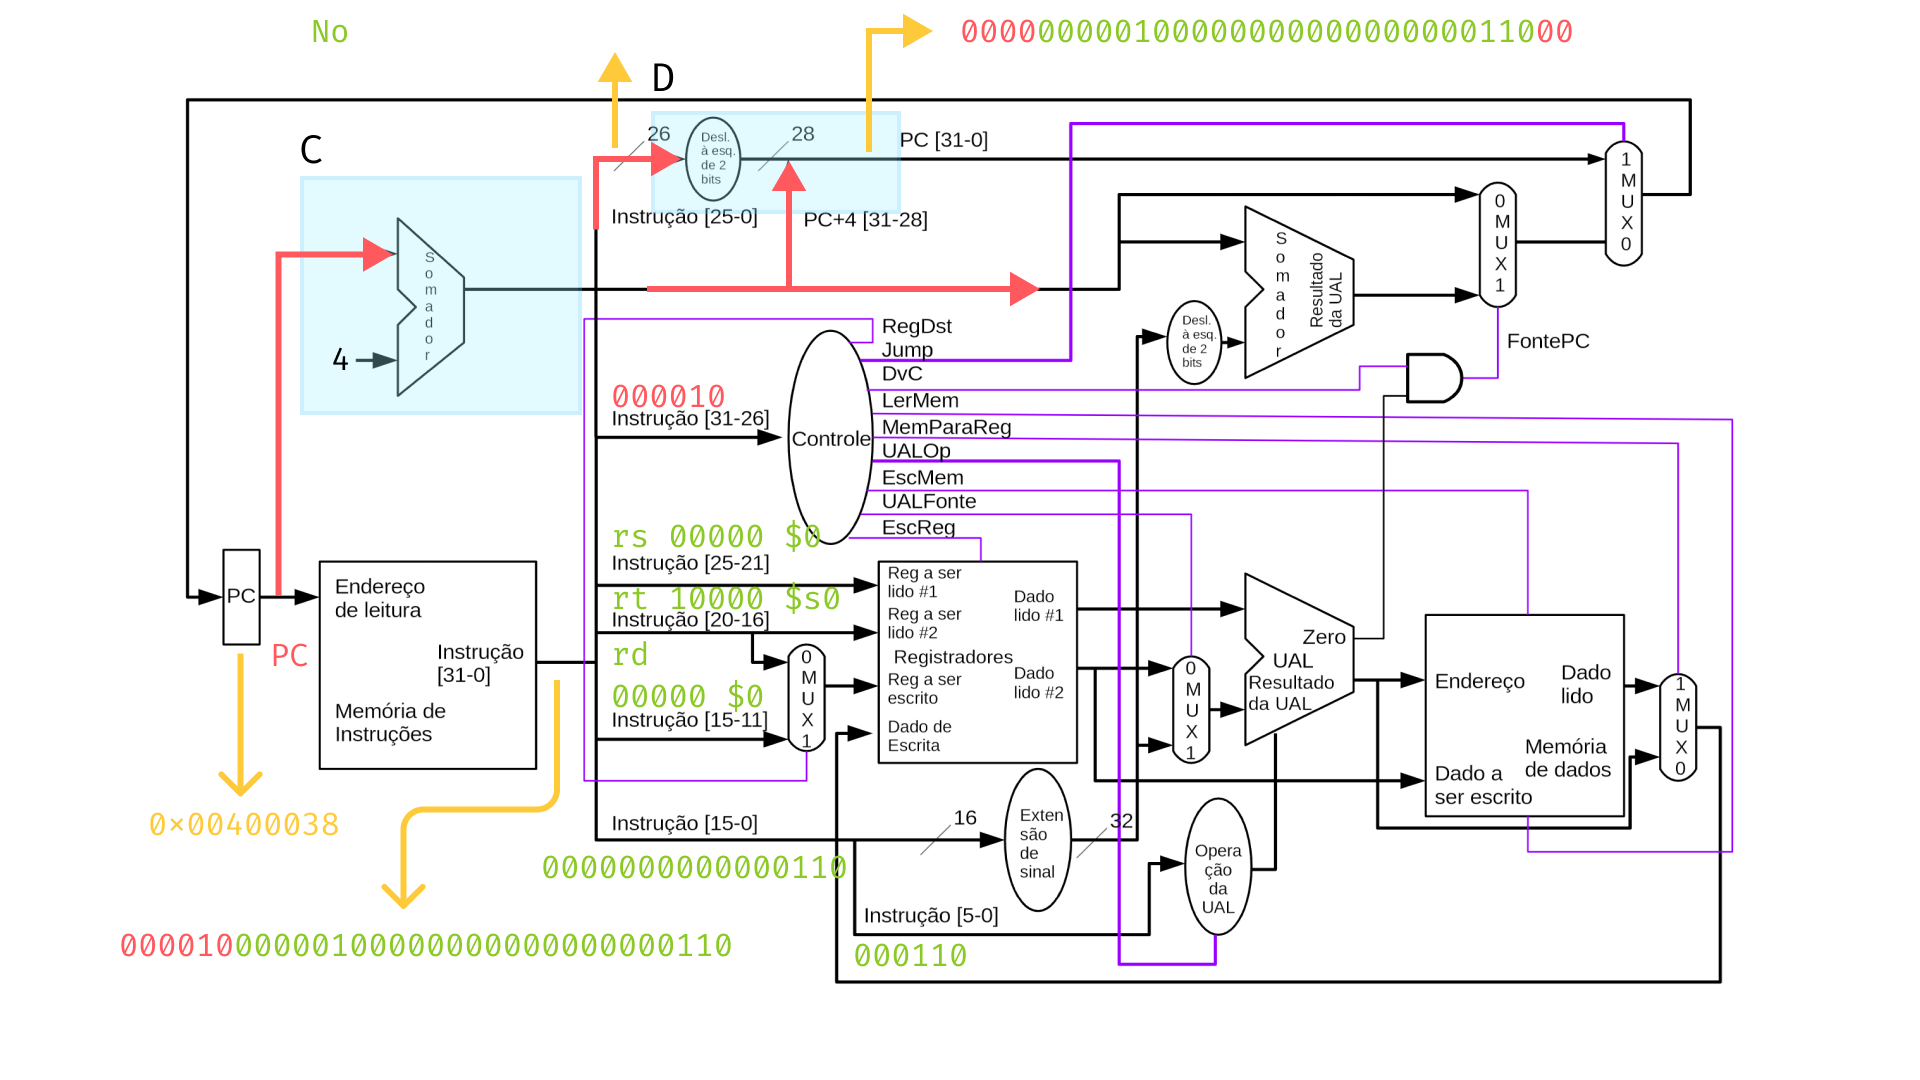 No
00000000010000000000000000011000
D
26
Desl.
à esq.
de 2
bits
28
PC [31-0]
C
Instrução [25-0]
PC+4 [31-28]
1
M
U
X
0
0
M
U
X
1
Somador
4
Somador
Resultado
da UAL
Desl.
à esq.
de 2
bits
FontePC
RegDst
Jump
DvC
LerMem
MemParaReg
UALOp
EscMem
UALFonte
EscReg
Controle
000010
Instrução [31-26]
rs 00000 $0
Instrução [25-21]
rt 10000 $s0
Instrução [20-16]
rd
00000 $0
Instrução [15-11]
PC
PC
Endereço
de leitura
Instrução
[31-0]
Memória de
Instruções
0
M
U
X
1
Reg a ser
lido #1
Reg a ser
lido #2
Registradores
Reg a ser
escrito
Dado de
Escrita
Dado
lido #1
Dado
lido #2
0
M
U
X
1
Zero
UAL
Resultado
da UAL
Endereço
Dado
lido
Memória
de dados
Dado a
ser escrito
1
M
U
X
0
0×00400038
Instrução [15-0]
16
Exten
são
de
sinal
32
0000000000000110
Opera
ção
da
UAL
Instrução [5-0]
000110
00001000000100000000000000000110